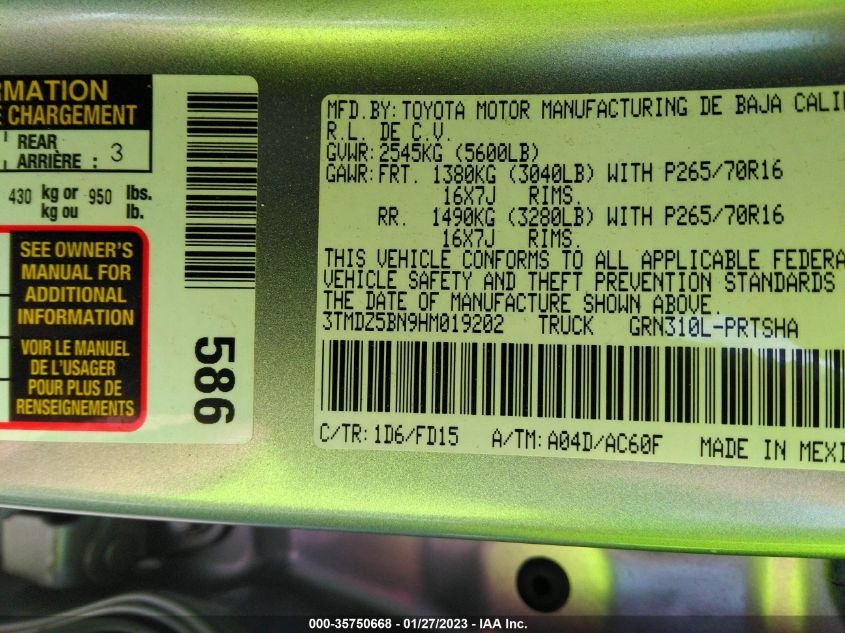 RMATION
E CHARGEMENT
REAR
ARRIÈRE : 3
430 kg or 950 lbs.
kg ou lb.
SEE OWNER'S
MANUAL FOR
ADDITIONAL
INFORMATION
VOIR LE MANUEL
DE L'USAGER
POUR PLUS DE
RENSEIGNEMENTS
586
MFD.BY:TOYOTA MOTOR MANUFACTURING DE BAJA CALI
R.L. DE C.V.
GVWR:2545KG (5600LB)
GAWR:FRT. 1380KG (3040LB) WITH P265/70R16
16X7J RIMS.
RR. 1490KG (3280LB) WITH P265/70R16
16X7J RIMS.
THIS VEHICLE CONFORMS TO ALL APPLICABLE FEDERA
VEHICLE SAFETY AND THEFT PREVENTION STANDARDS
THE DATE OF MANUFACTURE SHOWN ABOVE.
3TMDZ5BN9HM019202 TRUCK GRN310L-PRTSHA
C/TR:1D6/FD15 A/TM:A04D/AC60F MADE IN MEXI
000-35750668 - 01/27/2023 - IAA Inc.